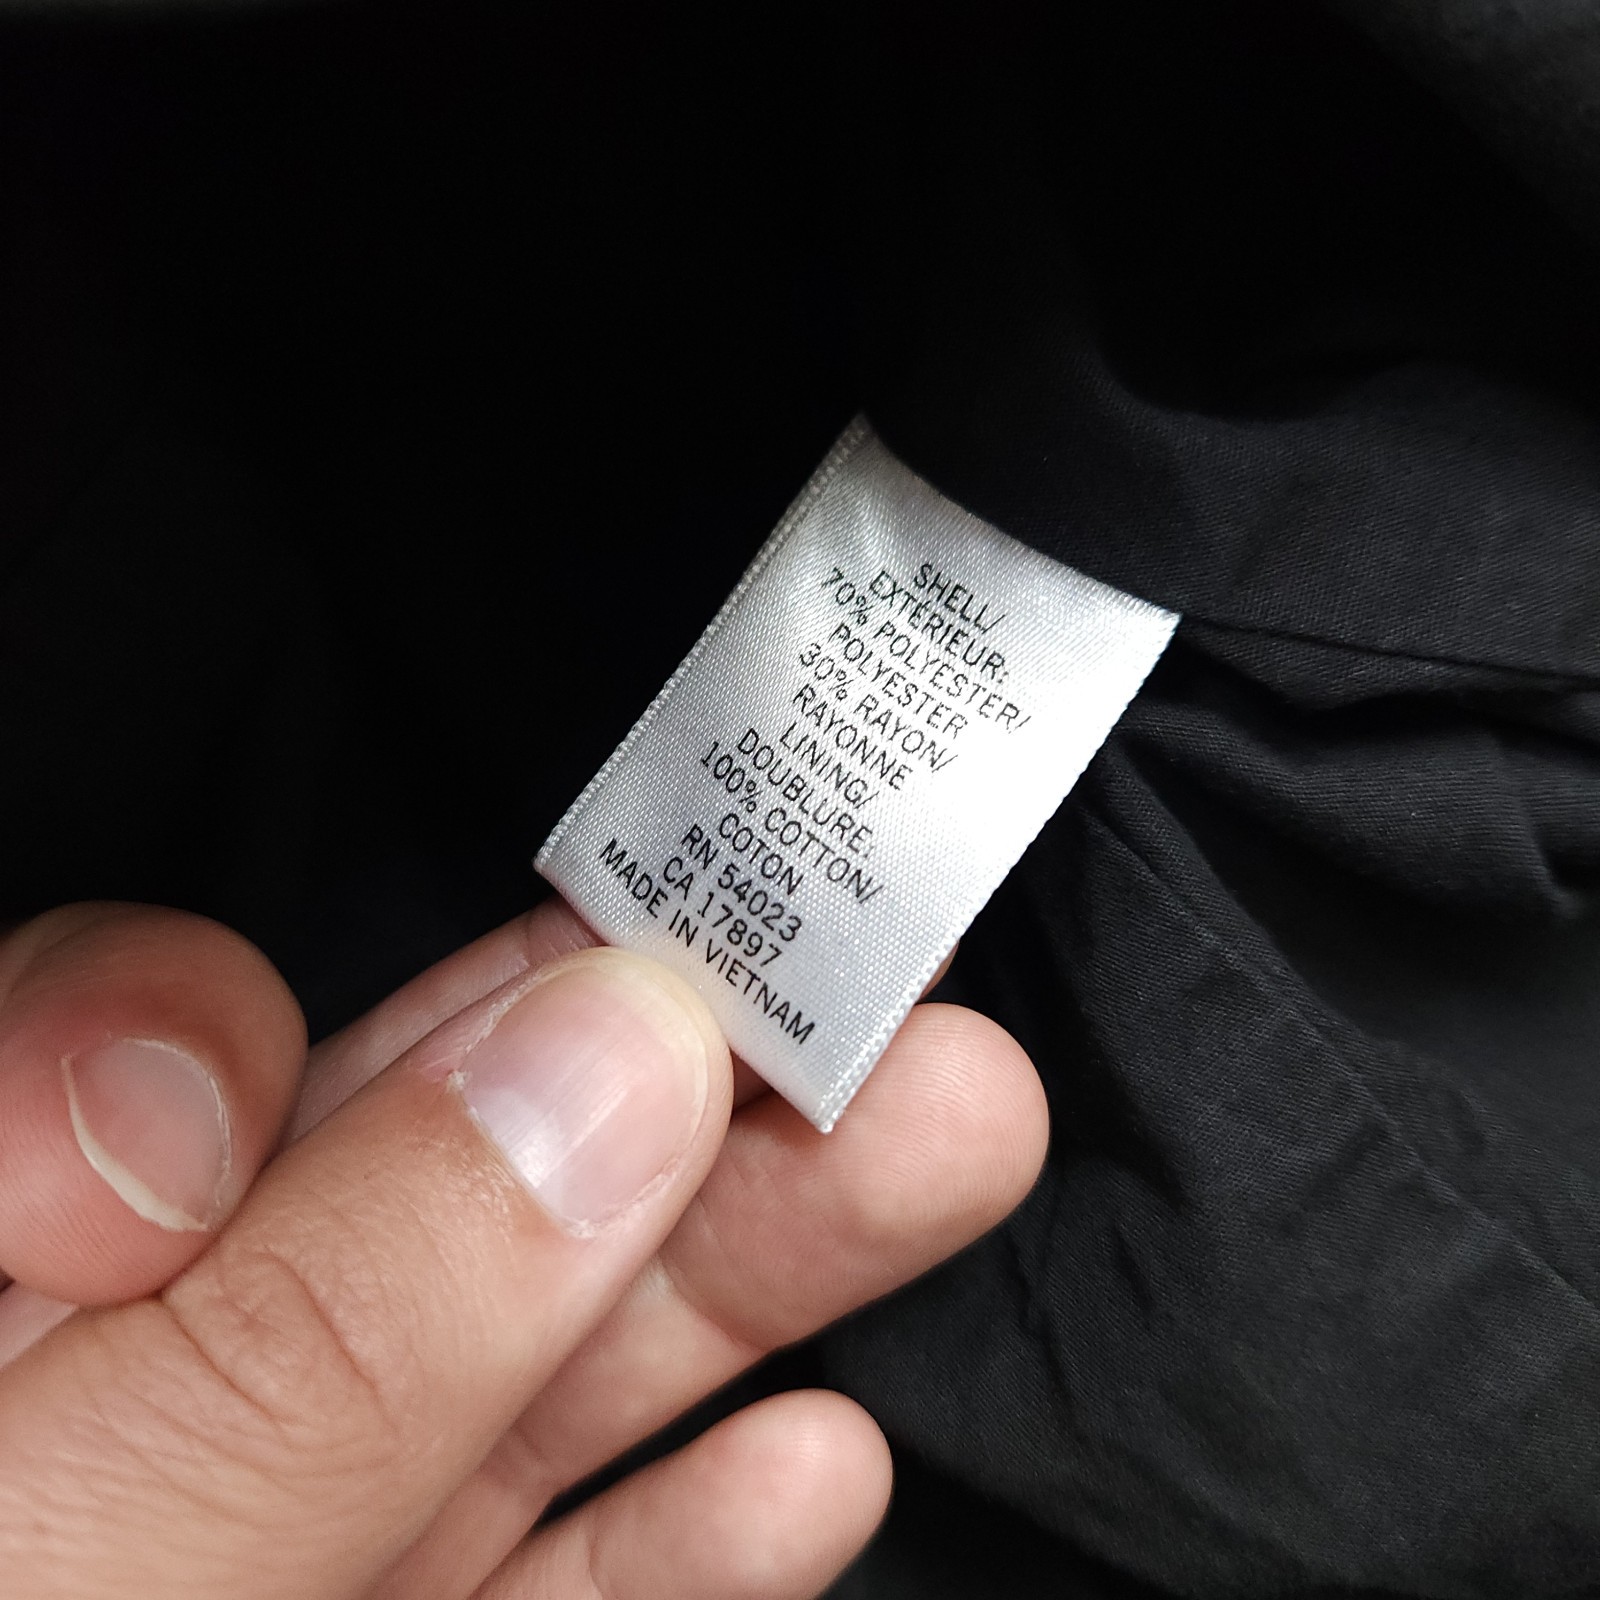 SHELL/
EXTÉRIEUR:
70% POLYESTER/
POLYESTER
30% RAYON/
RAYONNE
LINING/
DOUBLURE:
100% COTTON/
COTON
RN 54023
CA 17897
MADE IN VIETNAM